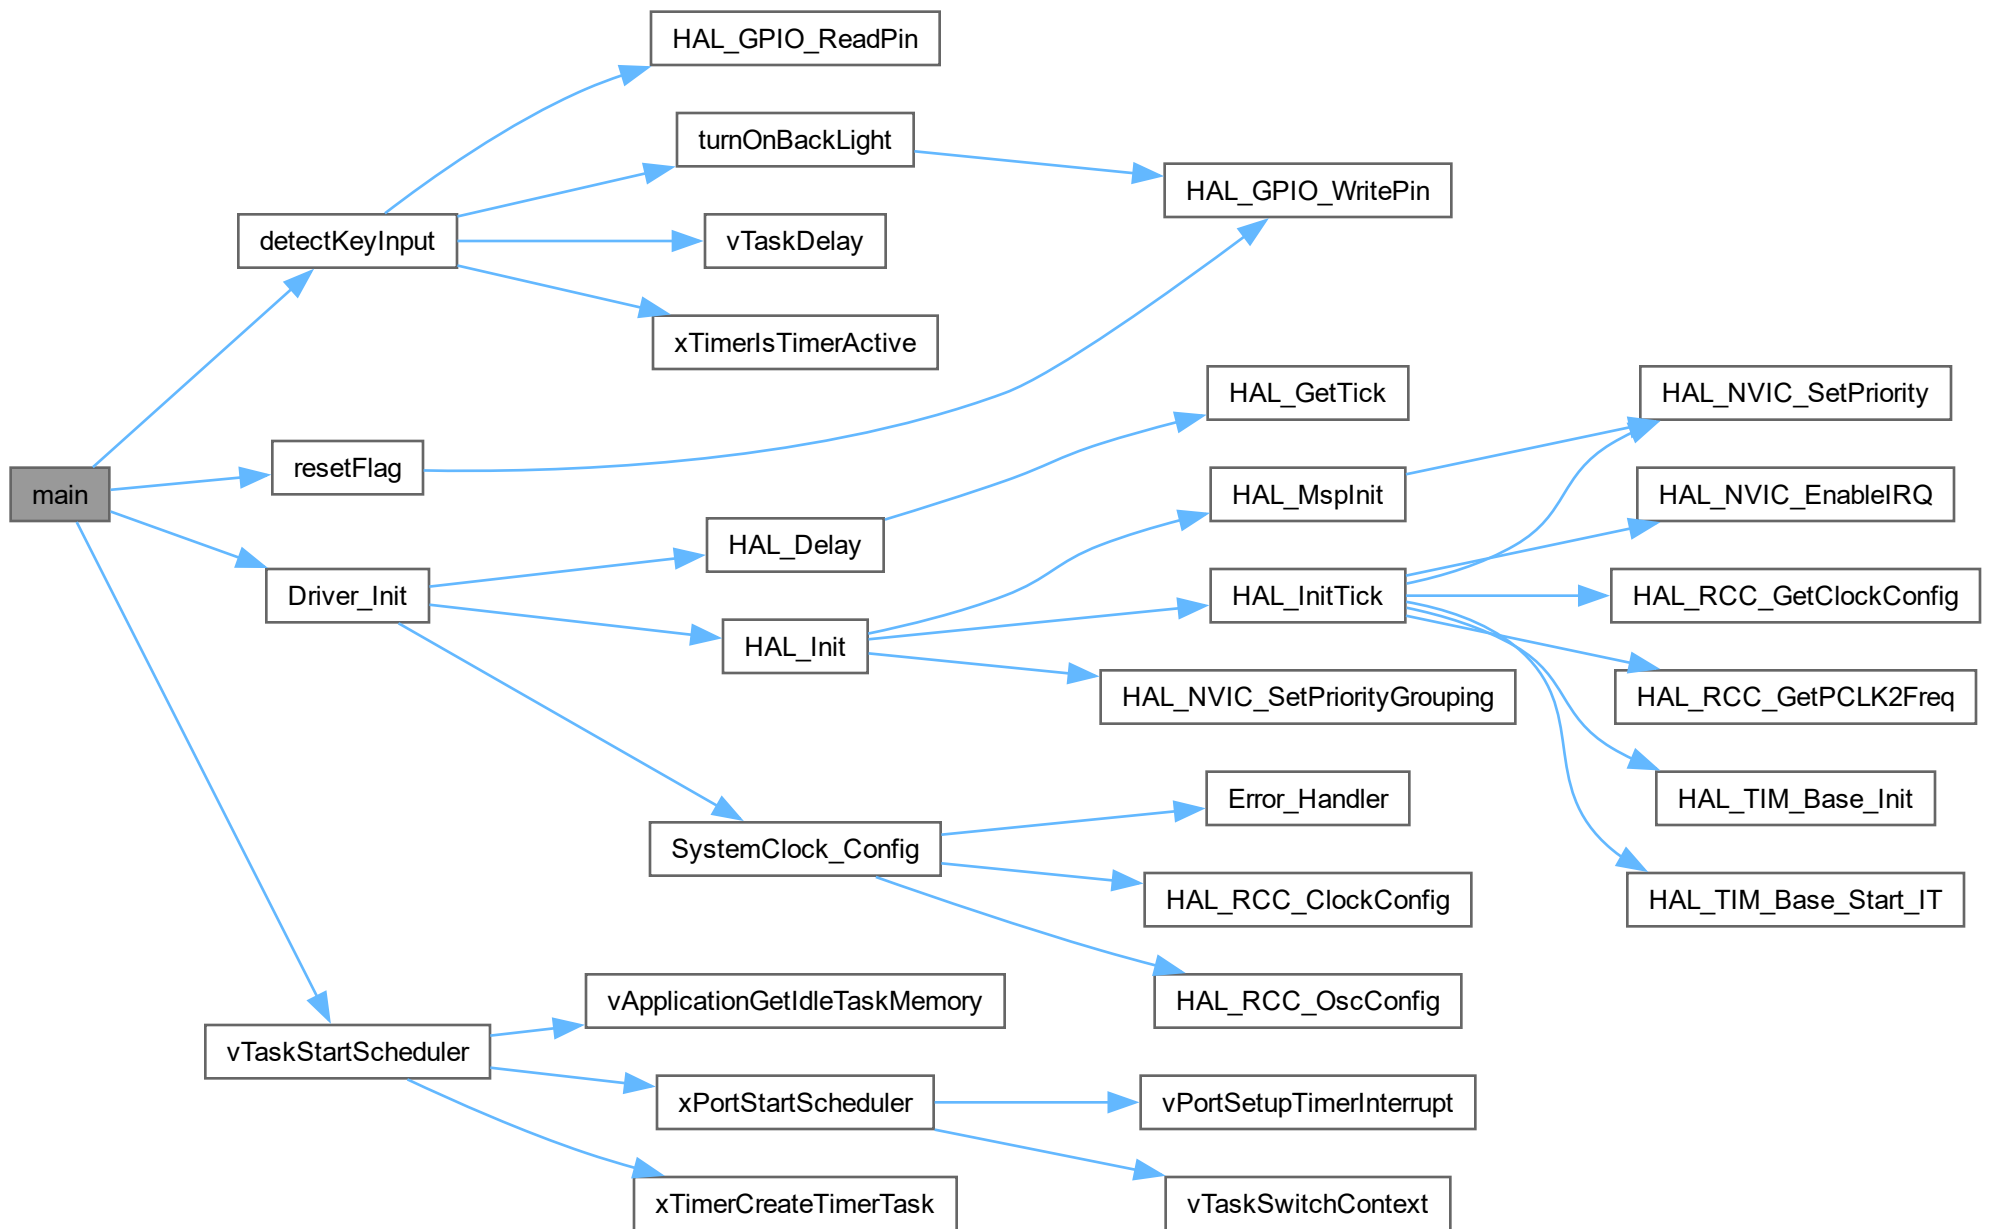 HAL_GPIO_ReadPin
turnOnBackLight
HAL_GPIO_WritePin
detectKeyInput
vTaskDelay
xTimerIsTimerActive
HAL_GetTick
HAL_NVIC_SetPriority
resetFlag
main
HAL_MspInit
HAL_NVIC_EnableIRQ
HAL_Delay
Driver_Init
HAL_InitTick
HAL_RCC_GetClockConfig
HAL_Init
HAL_NVIC_SetPriorityGrouping
HAL_RCC_GetPCLK2Freq
Error_Handler
HAL_TIM_Base_Init
SystemClock_Config
HAL_RCC_ClockConfig
HAL_TIM_Base_Start_IT
vApplicationGetIdleTaskMemory
HAL_RCC_OscConfig
vTaskStartScheduler
xPortStartScheduler
vPortSetupTimerInterrupt
xTimerCreateTimerTask
vTaskSwitchContext